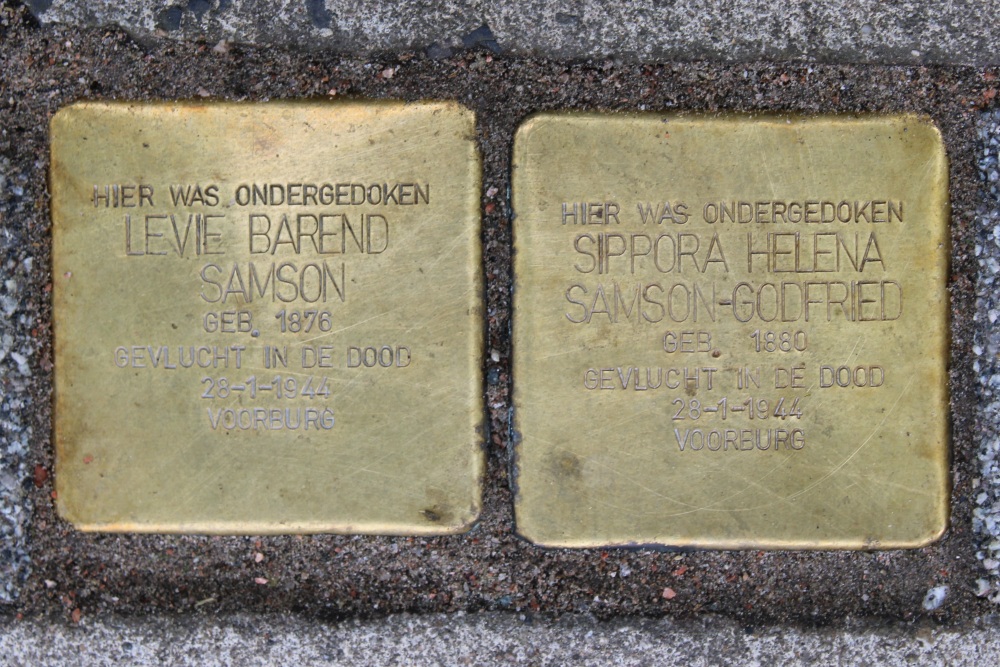 HIER WAS ONDERGEDOKEN
LEVIE BAREND
SAMSON
GEB. 1876
GEVLUCHT IN DE DOOD
28-1-1944
VOORBURG
HIER WAS ONDERGEDOKEN
SIPPORA HELENA
SAMSON-GODFRIED
GEB. 1880
GEVLUCHT IN DE DOOD
28-1-1944
VOORBURG